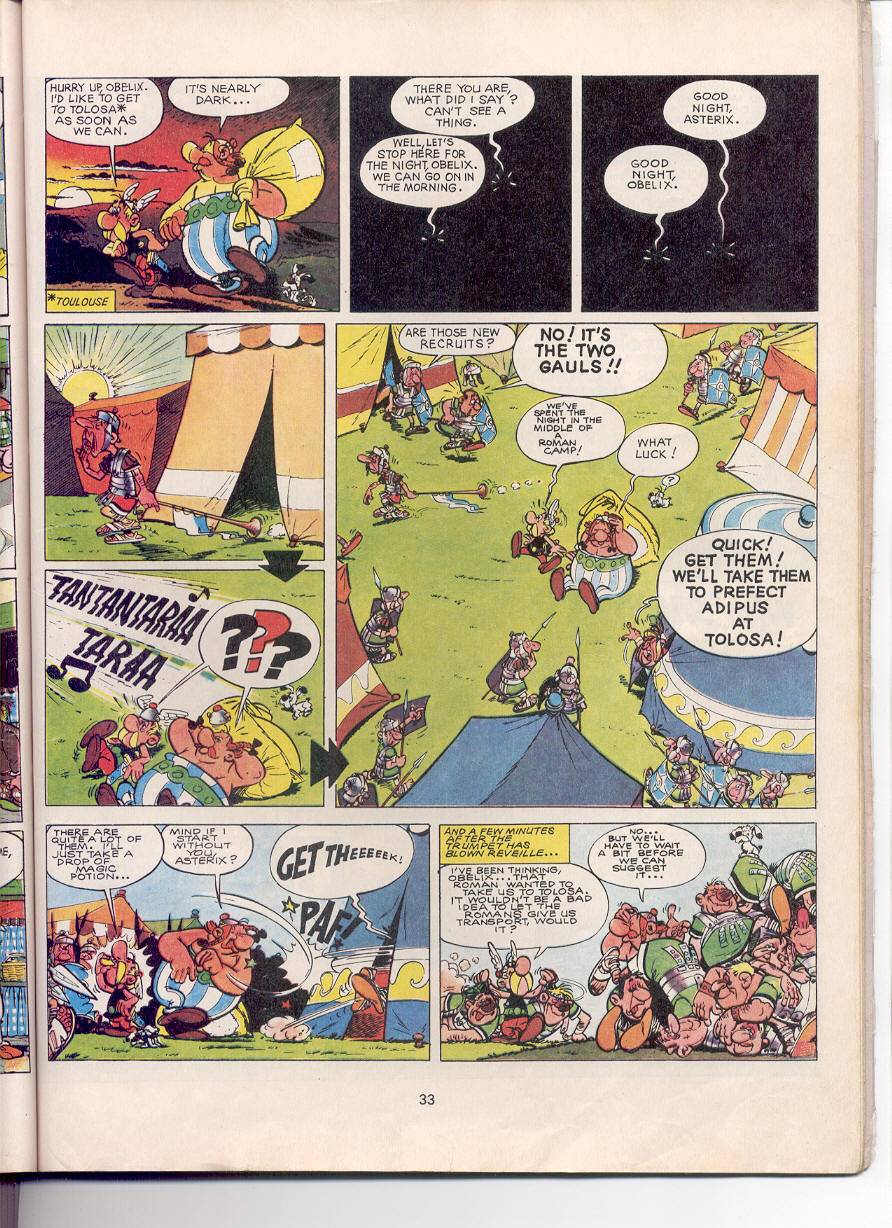 HURRY UP, OBELIX.
I'D LIKE TO GET
TO TOLOSA*
AS SOON AS
WE CAN.
IT'S NEARLY
DARK...
*TOULOUSE
THERE YOU ARE,
WHAT DID I SAY?
CAN'T SEE A
THING.
WELL, LET'S
STOP HERE FOR
THE NIGHT, OBELIX.
WE CAN GO ON IN
THE MORNING.
GOOD
NIGHT,
ASTERIX.
GOOD
NIGHT,
OBELIX.
TANTANTARAA
TARAA
???
ARE THOSE NEW
RECRUITS?
NO! IT'S
THE TWO
GAULS!!
WE'VE
SPENT THE
NIGHT IN THE
MIDDLE OF
A
ROMAN
CAMP!
WHAT
LUCK!
?
QUICK!
GET THEM!
WE'LL TAKE THEM
TO PREFECT
ADIPUS
AT
TOLOSA!
THERE ARE
QUITE A LOT OF
THEM. I'LL
JUST TAKE A
DROP OF
MAGIC
POTION...
MIND IF I
START
WITHOUT
YOU,
ASTERIX?
GET THEEEEEK!
PAF!
AND A FEW MINUTES
AFTER THE
TRUMPET HAS
BLOWN REVEILLE...
I'VE BEEN THINKING,
OBELIX... THAT
ROMAN WANTED TO
TAKE US TO TOLOSA.
IT WOULDN'T BE A BAD
IDEA TO LET THE
ROMANS GIVE US
TRANSPORT, WOULD
IT?
NO...
BUT WE'LL
HAVE TO WAIT
A BIT BEFORE
WE CAN
SUGGEST
IT...
33